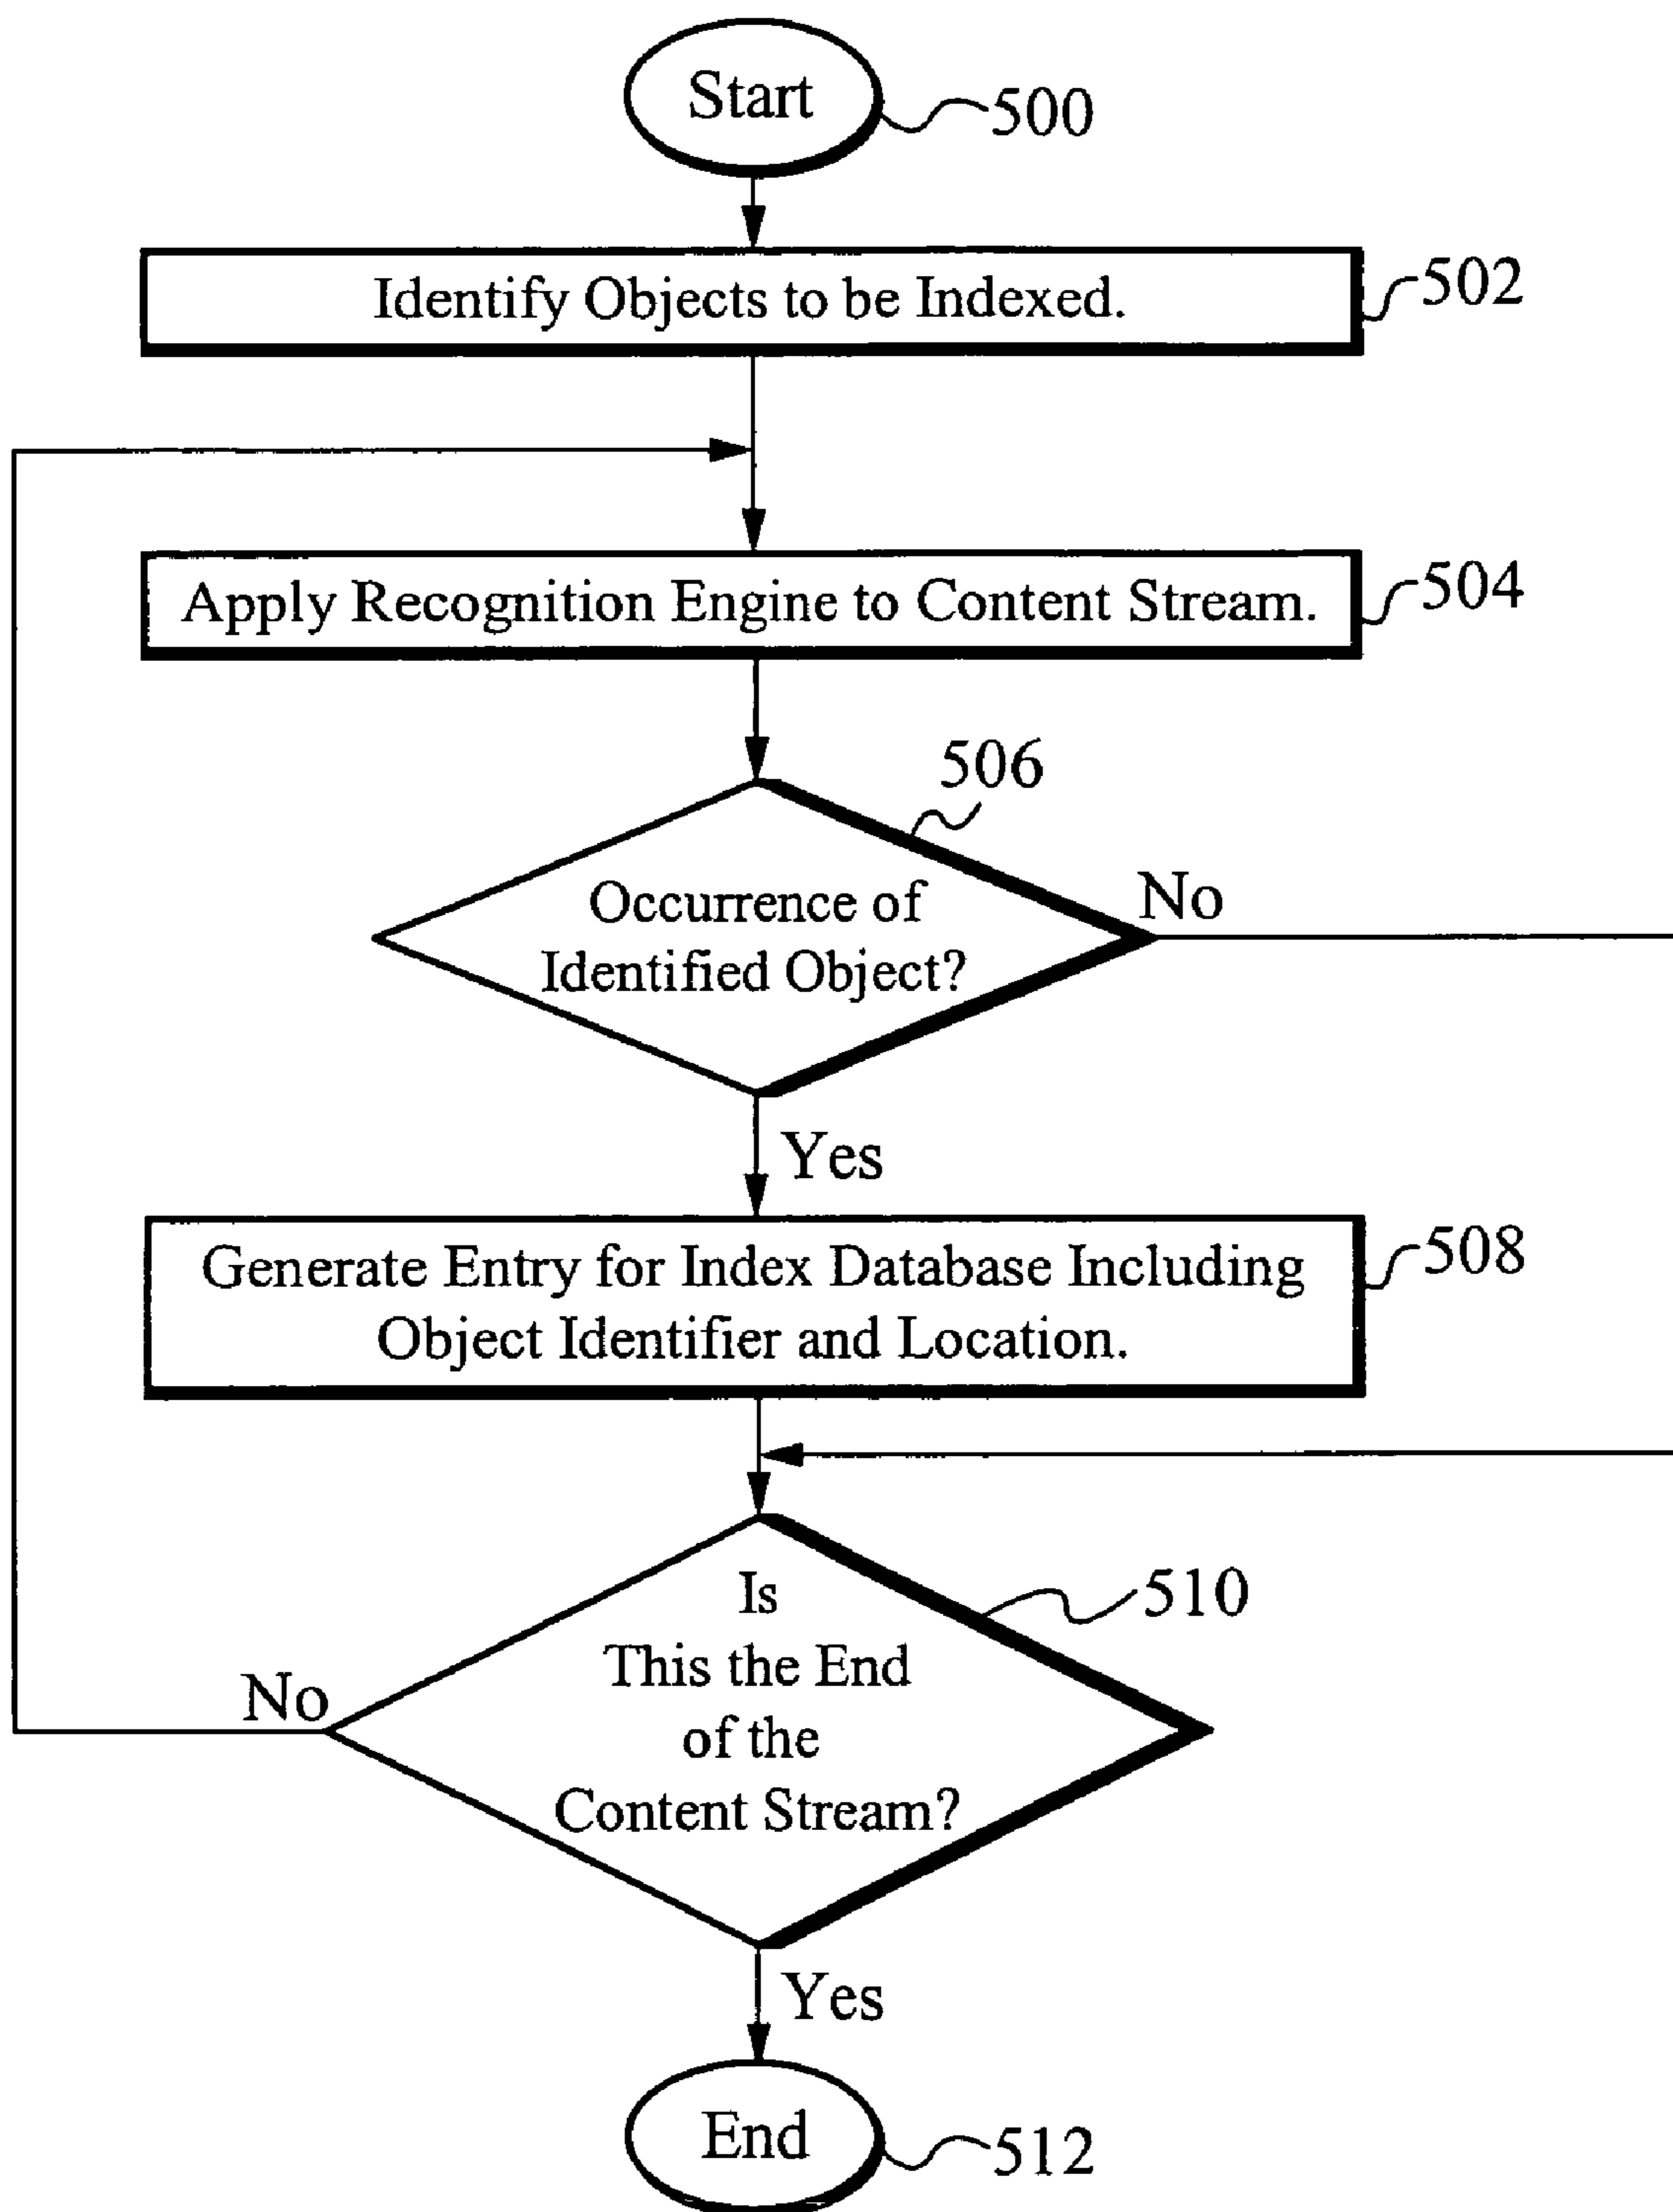 Start
500
Identify Objects to be Indexed.
502
Apply Recognition Engine to Content Stream.
504
506
Occurrence of
Identified Object?
No
Yes
Generate Entry for Index Database Including
Object Identifier and Location.
508
Is
This the End
of the
Content Stream?
510
No
Yes
End
512